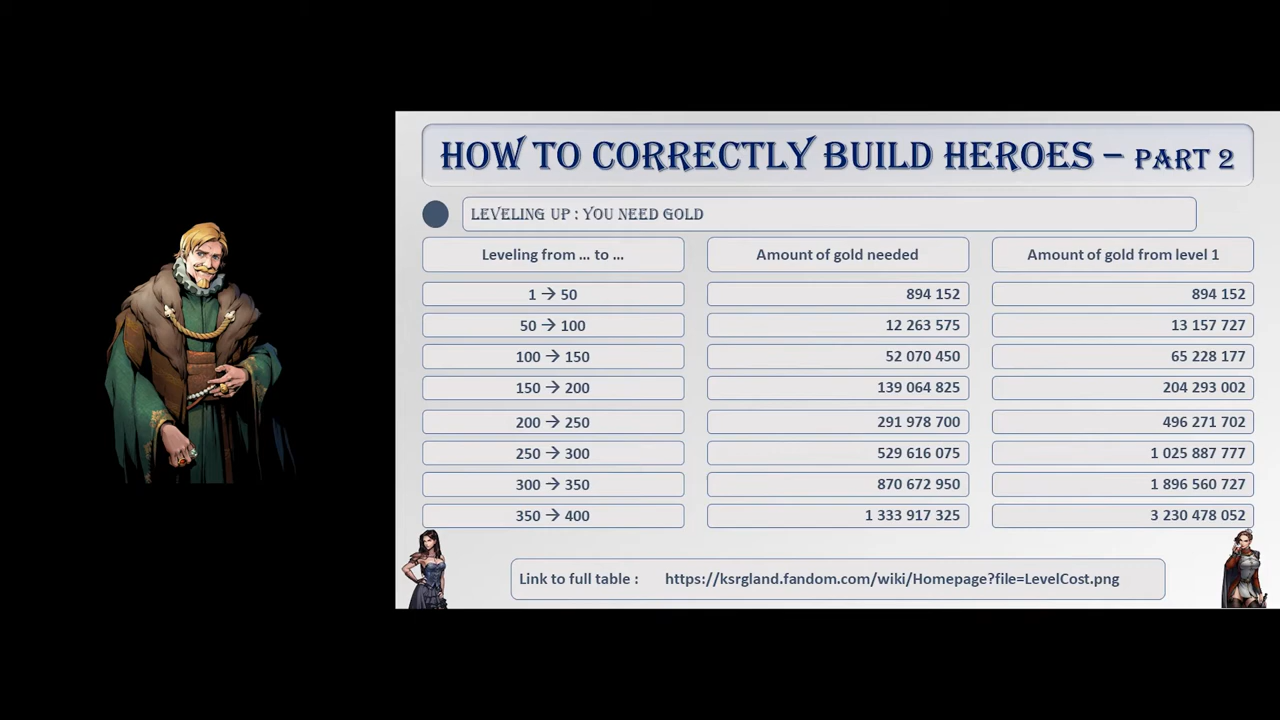 HOW TO CORRECTLY BUILD HEROES – PART 2
LEVELING UP : YOU NEED GOLD
Leveling from ... to ... Amount of gold needed Amount of gold from level 1
1 → 50 894 152 894 152
50 → 100 12 263 575 13 157 727
100 → 150 52 070 450 65 228 177
150 → 200 139 064 825 204 293 002
200 → 250 291 978 700 496 271 702
250 → 300 529 616 075 1 025 887 777
300 → 350 870 672 950 1 896 560 727
350 → 400 1 333 917 325 3 230 478 052
Link to full table : https://ksrgland.fandom.com/wiki/Homepage?file=LevelCost.png